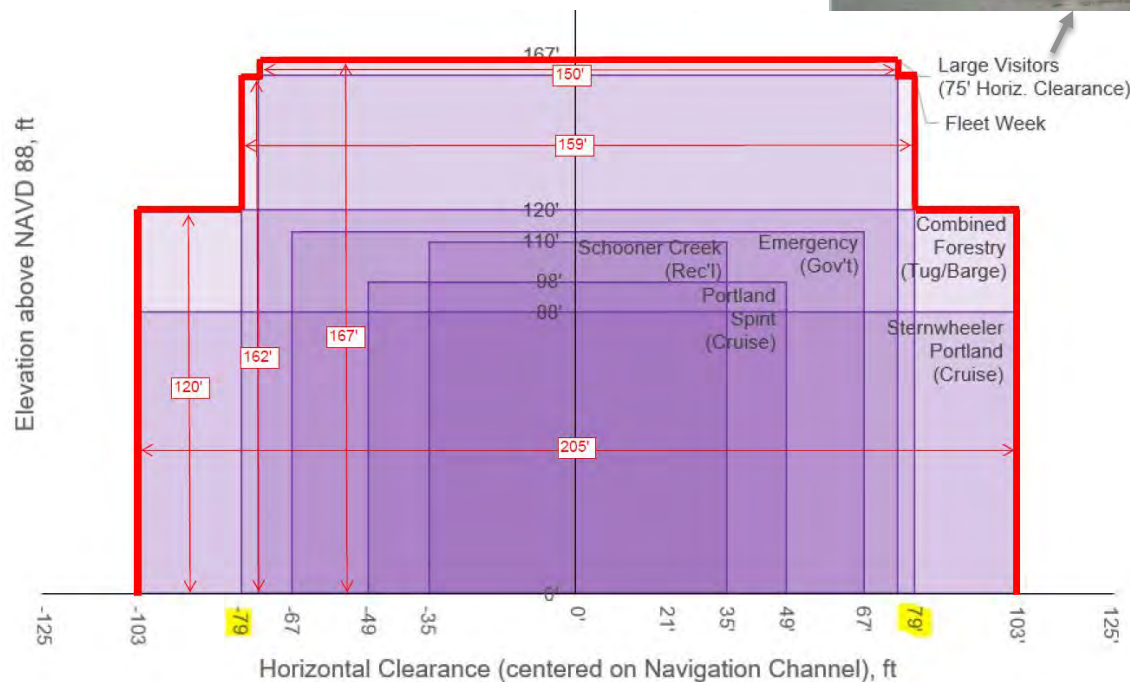 167'
150'
Large Visitors
(75' Horiz. Clearance)
Fleet Week
159'
Elevation above NAVD 88, ft
120'
Combined
Forestry
(Tug/Barge)
110'
Schooner Creek
(Rec'l)
Emergency
(Gov't)
98'
Portland
Spirit
(Cruise)
88'
Sternwheeler
Portland
(Cruise)
120'
162'
167'
205'
0'
-125
-103
-79
-67
-49
-35
0'
21'
35'
49'
67'
79'
103'
125'
Horizontal Clearance (centered on Navigation Channel), ft